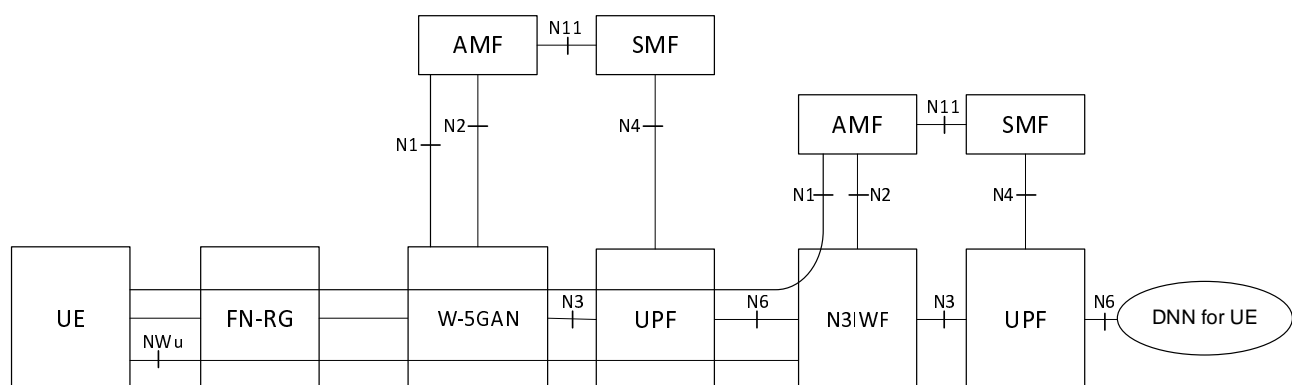 N11
AMF
SMF
N11
AMF
SMF
N2
N4
N1
N1
N2
N4
N3
N6
N3
N6
UE
FN-RG
W-5GAN
UPF
N3IWF
UPF
DNN for UE
NWu